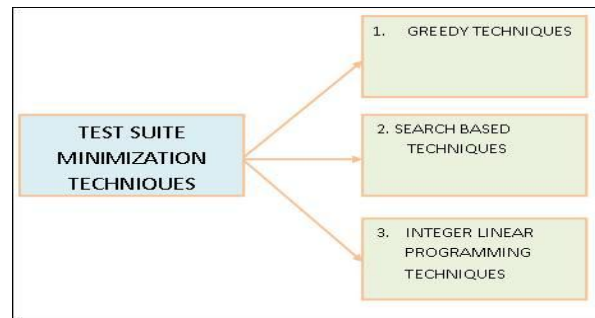 TEST SUITE
MINIMIZATION
TECHNIQUES
1. GREEDY TECHNIQUES
2. SEARCH BASED
TECHNIQUES
3. INTEGER LINEAR
PROGRAMMING
TECHNIQUES